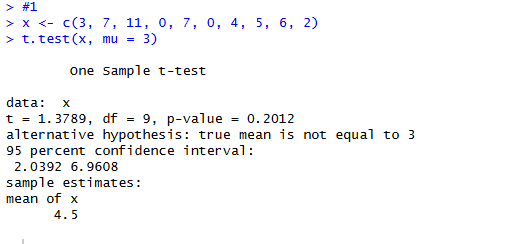 > #1
> x <- c(3, 7, 11, 0, 7, 0, 4, 5, 6, 2)
> t.test(x, mu = 3)
One Sample t-test
data:  x
t = 1.3789, df = 9, p-value = 0.2012
alternative hypothesis: true mean is not equal to 3
95 percent confidence interval:
2.0392 6.9608
sample estimates:
mean of x
4.5